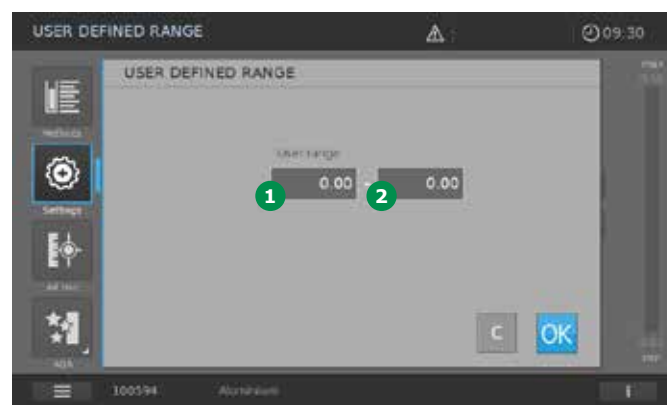 USER DEFINED RANGE
09:30
USER DEFINED RANGE
max
Methods
User range
1 0.00 - 2 0.00
Settings
C OK
100594 Aluminium
i